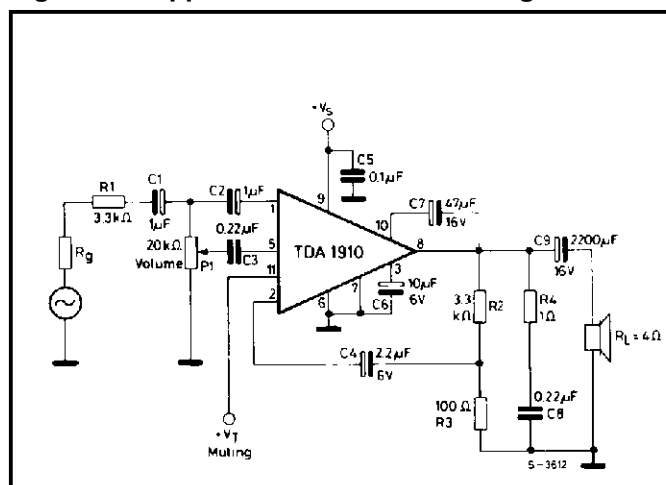 +Vs
C5
0.1µF
C1
R1
3.3kΩ
1µF
C2
1µF
C7
47µF
16V
9
10
1
0.22µF
C3
20kΩ
Volume
P1
5
11
2
TDA 1910
8
3
7
6
10µF
C6
6V
C9
2200µF
16V
Rg
3.3
kΩ
R2
R4
1Ω
RL=4Ω
C4
2.2µF
6V
100Ω
R3
0.22µF
C8
+VT
Muting
S-3612